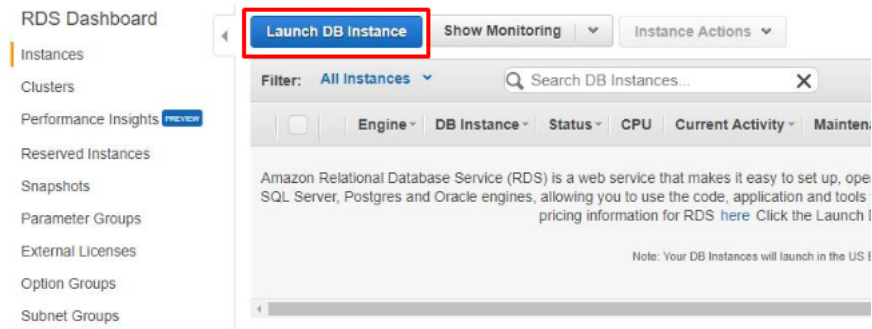 RDS Dashboard
Instances
Clusters
Performance Insights PREVIEW
Reserved Instances
Snapshots
Parameter Groups
External Licenses
Option Groups
Subnet Groups
Launch DB Instance Show Monitoring Instance Actions
Filter: All Instances Search DB Instances...
Engine DB Instance Status CPU Current Activity Maintena
Amazon Relational Database Service (RDS) is a web service that makes it easy to set up, ope
SQL Server, Postgres and Oracle engines, allowing you to use the code, application and tools
pricing information for RDS here Click the Launch D
Note: Your DB Instances will launch in the US E